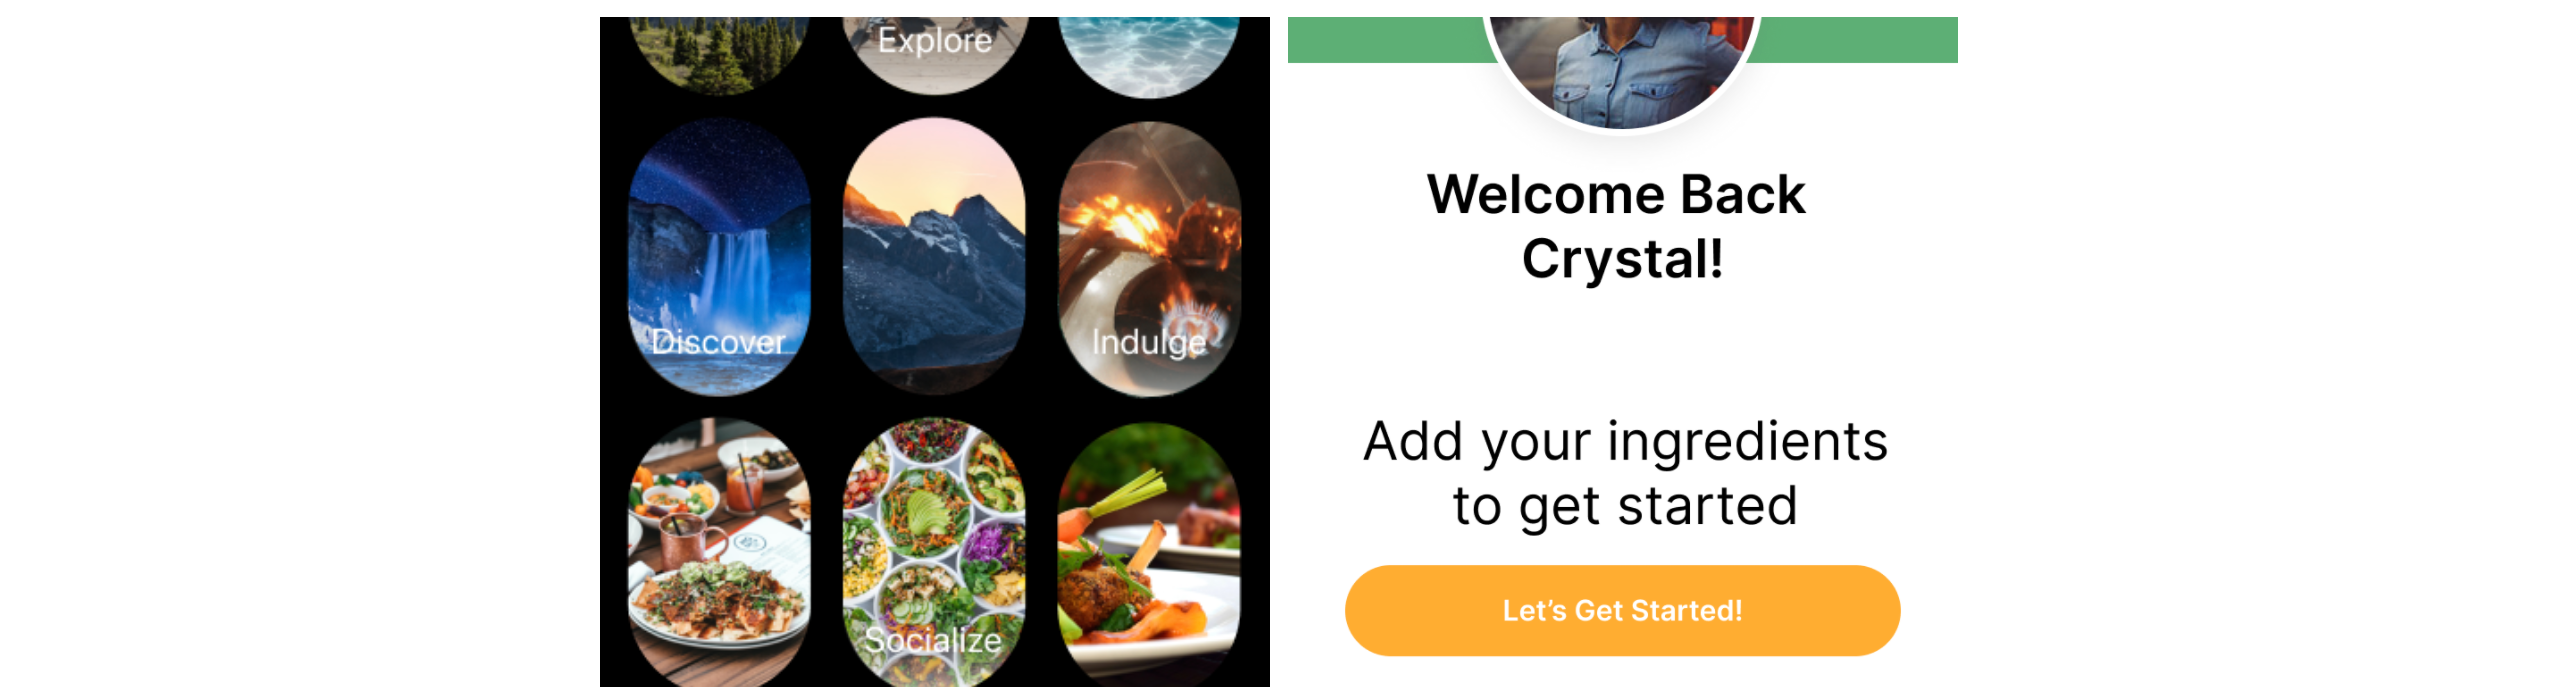 Explore
Discover
Indulge
Socialize
Welcome Back
Crystal!
Add your ingredients
to get started
Let’s Get Started!